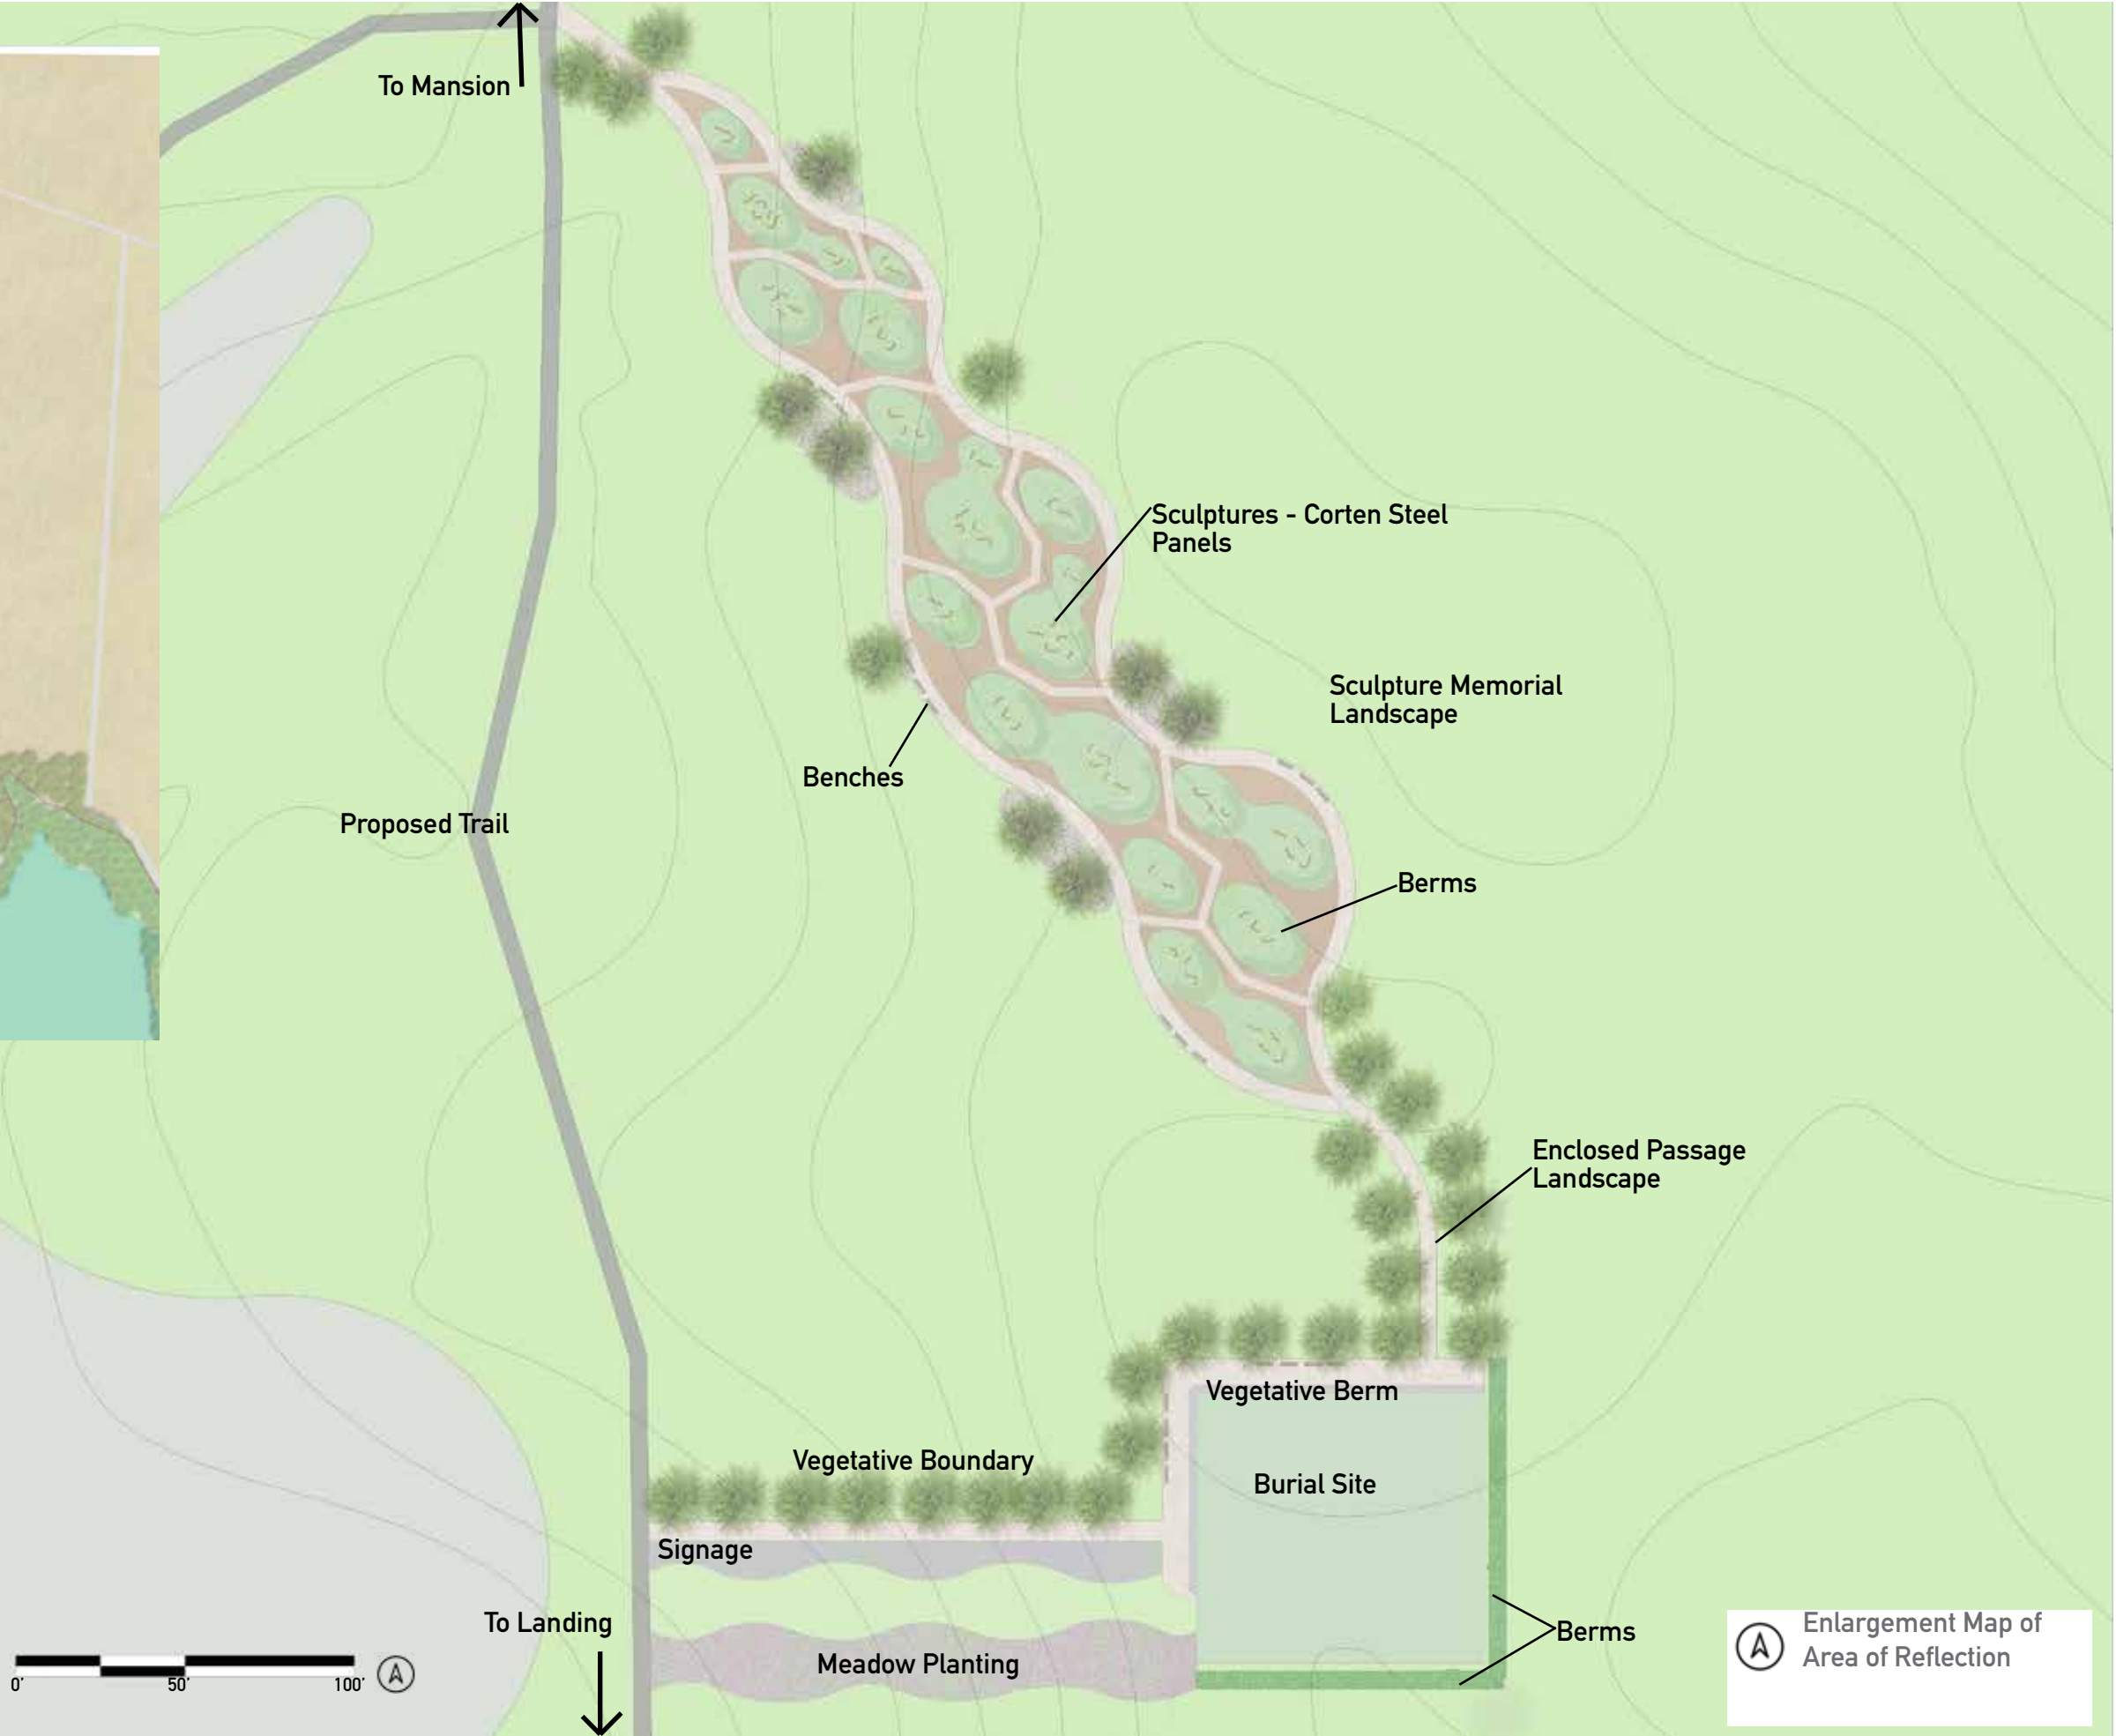 To Mansion
Sculptures - Corten Steel
Panels
Sculpture Memorial
Landscape
Benches
Proposed Trail
Berms
Enclosed Passage
Landscape
Vegetative Berm
Vegetative Boundary
Burial Site
Signage
To Landing
Meadow Planting
Berms
0' 50' 100'
A
A
Enlargement Map of
Area of Reflection